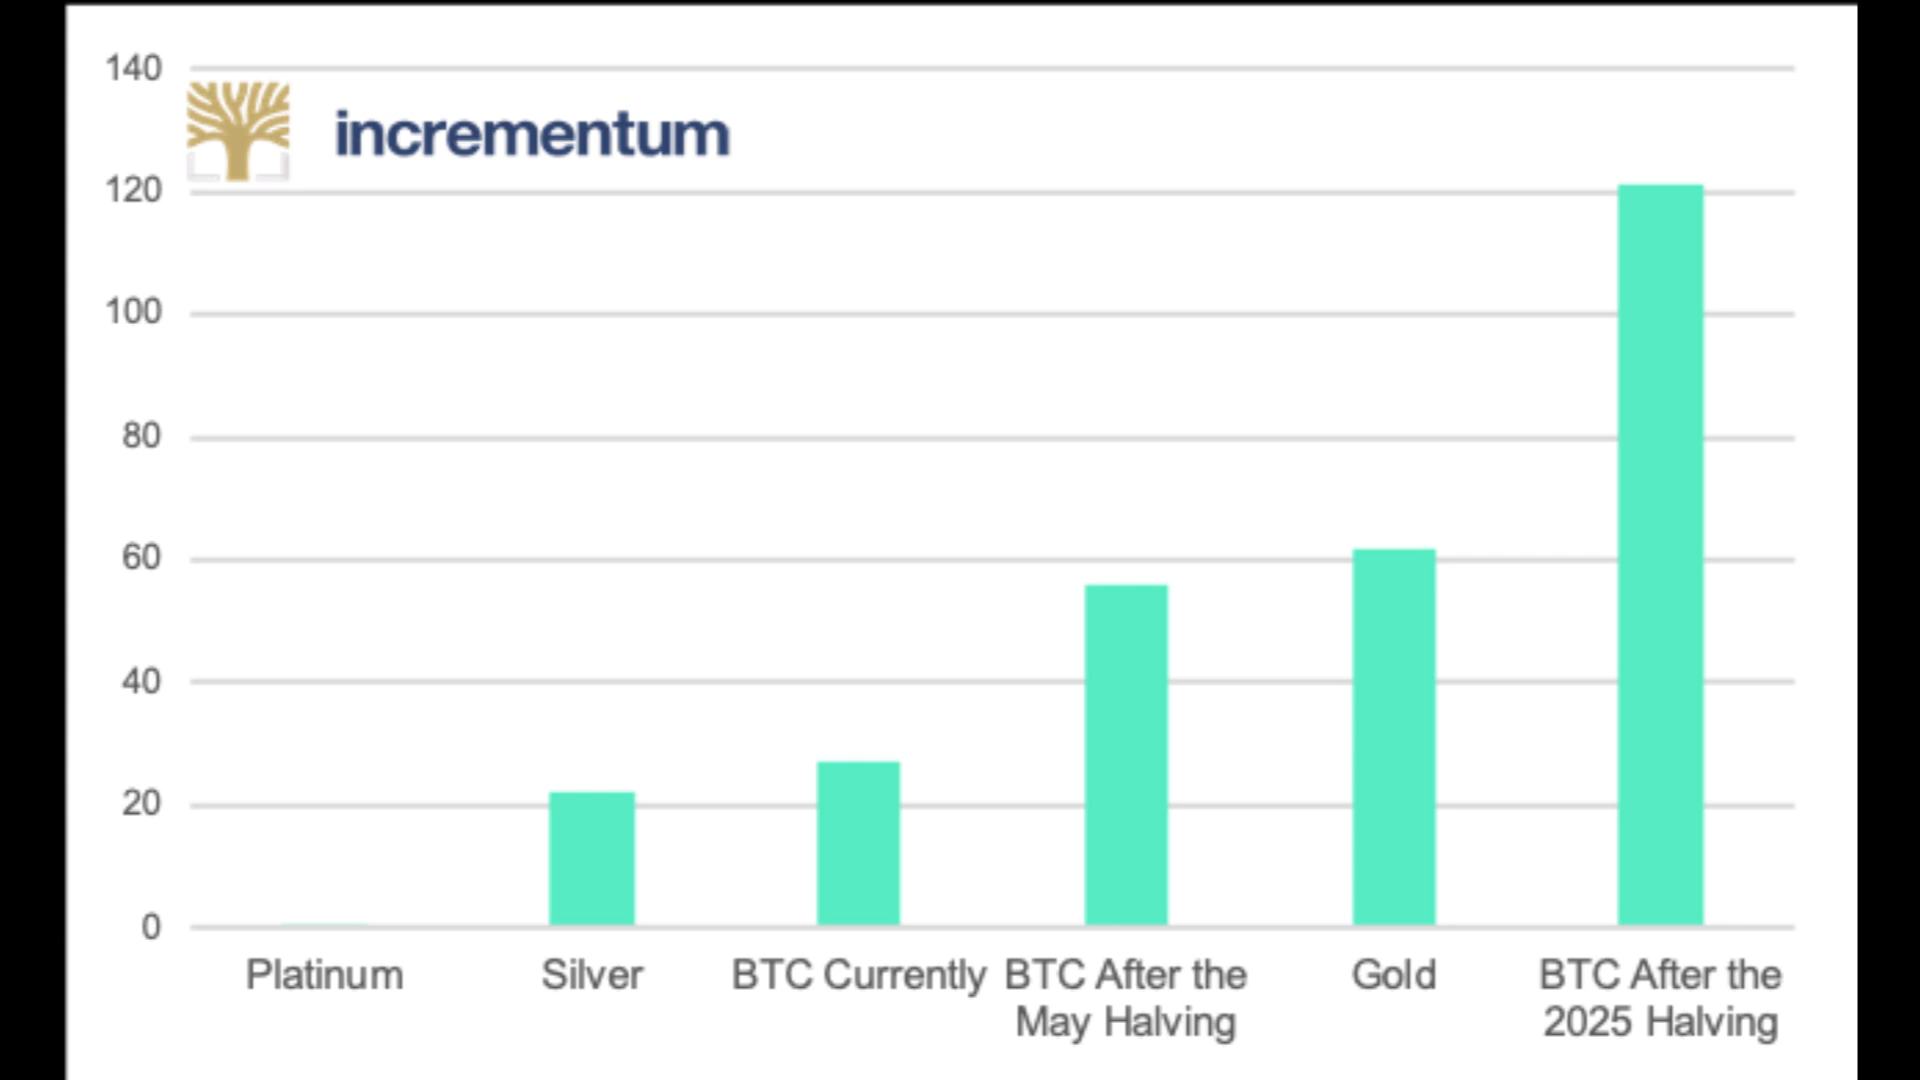 140
incrementum
120
100
80
60
40
20
0
Platinum
Silver
BTC Currently
BTC After the
May Halving
Gold
BTC After the
2025 Halving